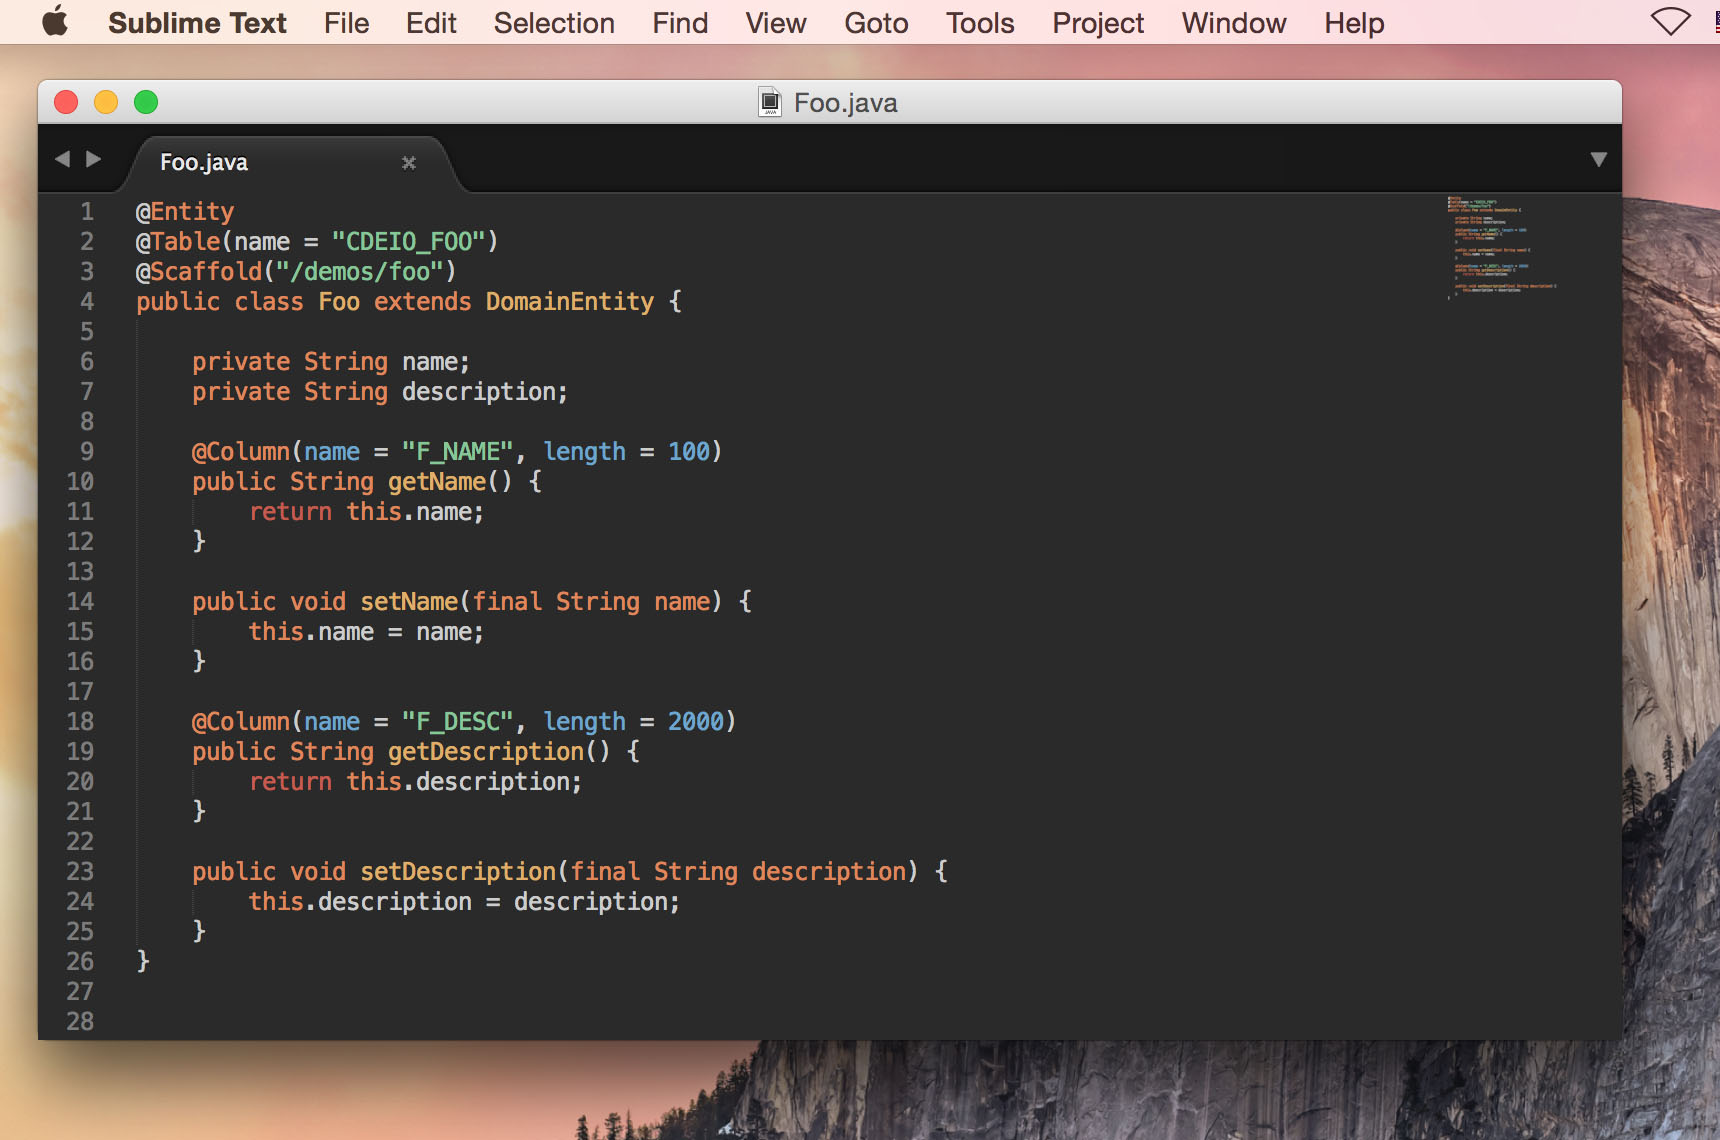 Sublime Text File Edit Selection Find View Goto Tools Project Window Help
Foo.java
Foo.java
1 @Entity
2 @Table(name = "CDEIO_FOO")
3 @Scaffold("/demos/foo")
4 public class Foo extends DomainEntity {
5
6     private String name;
7     private String description;
8
9     @Column(name = "F_NAME", length = 100)
10     public String getName() {
11         return this.name;
12     }
13
14     public void setName(final String name) {
15         this.name = name;
16     }
17
18     @Column(name = "F_DESC", length = 2000)
19     public String getDescription() {
20         return this.description;
21     }
22
23     public void setDescription(final String description) {
24         this.description = description;
25     }
26 }
27
28